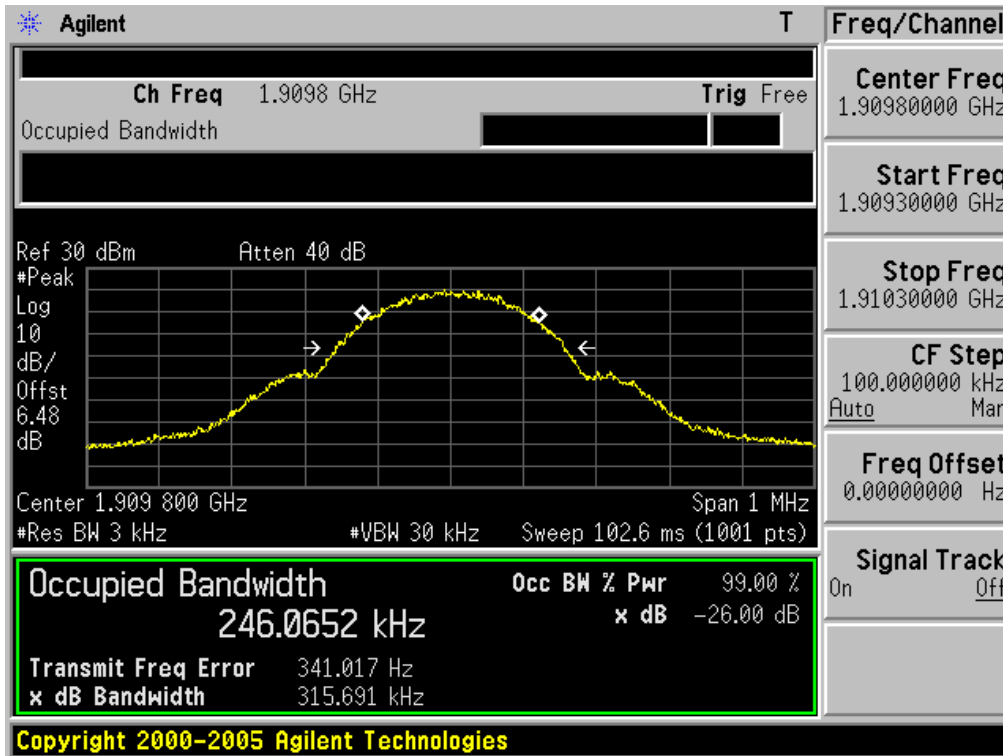 Agilent T Freq/Channel
Ch Freq 1.9098 GHz Trig Free
Occupied Bandwidth
Center Freq
1.90980000 GHz
Start Freq
1.90930000 GHz
Stop Freq
1.91030000 GHz
CF Step
100.000000 kHz
Auto Man
Freq Offset
0.00000000 Hz
Signal Track
On Off
Ref 30 dBm Atten 40 dB
#Peak
Log
10
dB/
Offst
6.48
dB
Center 1.909 800 GHz Span 1 MHz
#Res BW 3 kHz #VBW 30 kHz Sweep 102.6 ms (1001 pts)
Occupied Bandwidth Occ BW % Pwr 99.00 %
246.0652 kHz x dB -26.00 dB
Transmit Freq Error 341.017 Hz
x dB Bandwidth 315.691 kHz
Copyright 2000-2005 Agilent Technologies